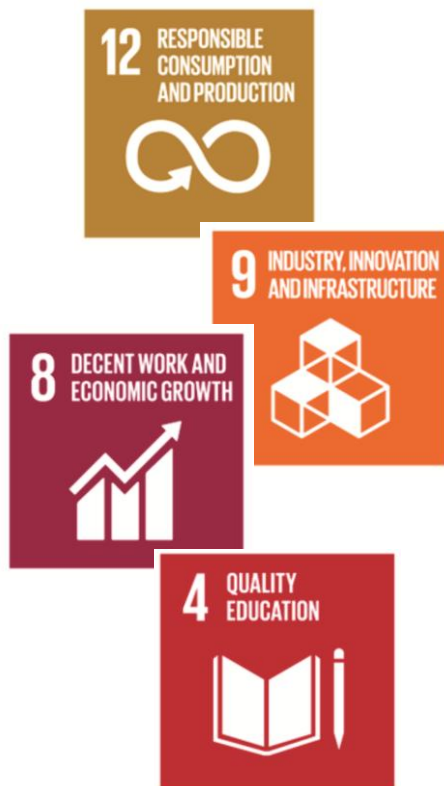 12 RESPONSIBLE
CONSUMPTION
AND PRODUCTION
9 INDUSTRY, INNOVATION
AND INFRASTRUCTURE
8 DECENT WORK AND
ECONOMIC GROWTH
4 QUALITY
EDUCATION